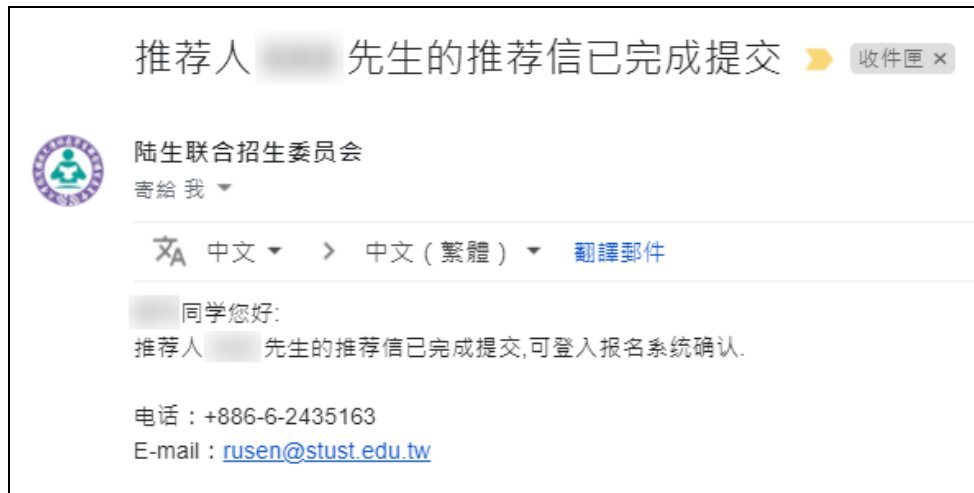 推荐人 先生的推荐信已完成提交 收件匣 ×
陆生联合招生委员会
寄給 我
中文 > 中文（繁體） 翻譯郵件
同学您好:
推荐人 先生的推荐信已完成提交,可登入报名系统确认.
电话：+886-6-2435163
E-mail：rusen@stust.edu.tw